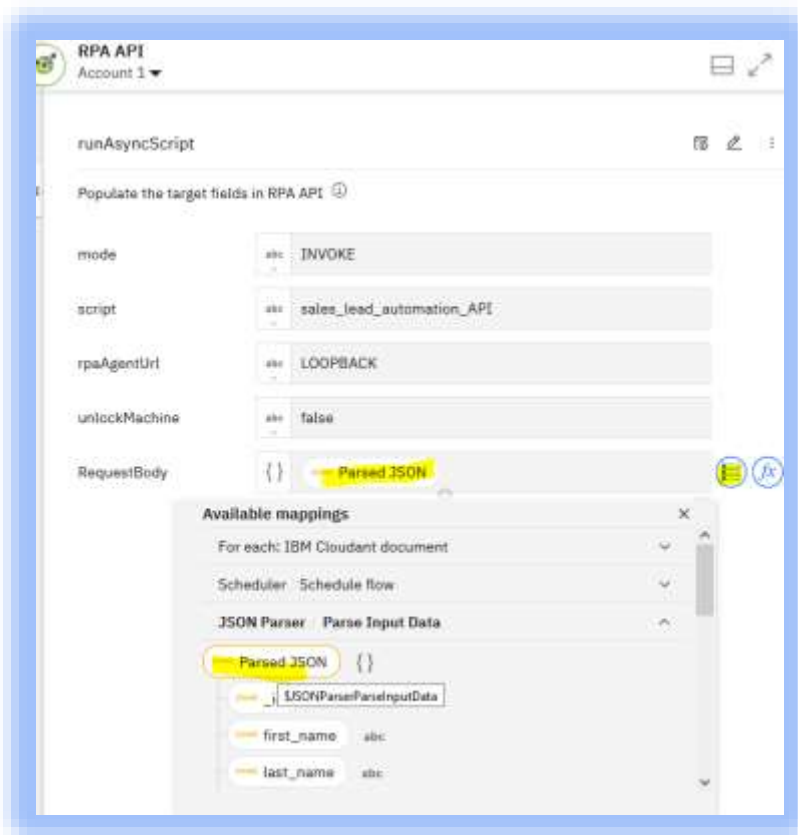 RPA API
Account 1
runAsyncScript
Populate the target fields in RPA API
mode abc INVOKE
script abc sales_lead_automation_API
rpaAgentUrl abc LOOPBACK
unlockMachine abc false
RequestBody { } Parsed JSON fx
Available mappings
For each: IBM Cloudant document
Scheduler Schedule flow
JSON Parser Parse Input Data
Parsed JSON { }
$JSONParserParseInputData
first_name abc
last_name abc